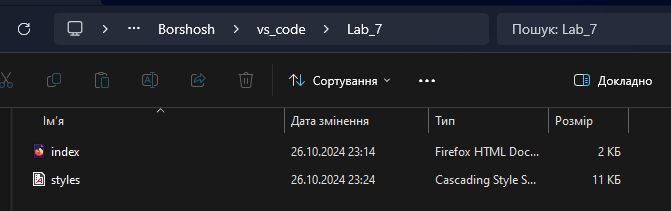 ... Borshosh > vs_code > Lab_7 Пошук: Lab_7
Сортування ... Докладно
Ім'я Дата змінення Тип Розмір
index 26.10.2024 23:14 Firefox HTML Doc... 2 КБ
styles 26.10.2024 23:24 Cascading Style S... 11 КБ